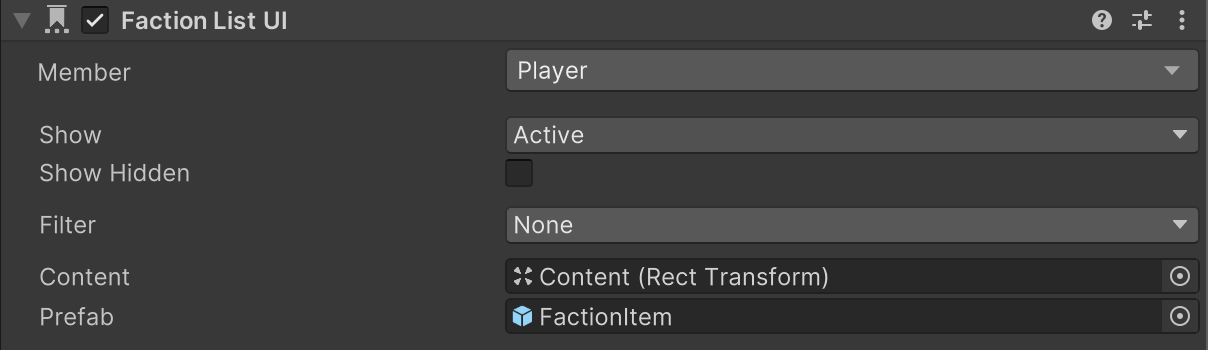 Faction List UI
Member Player
Show Active
Show Hidden
Filter None
Content Content (Rect Transform)
Prefab FactionItem